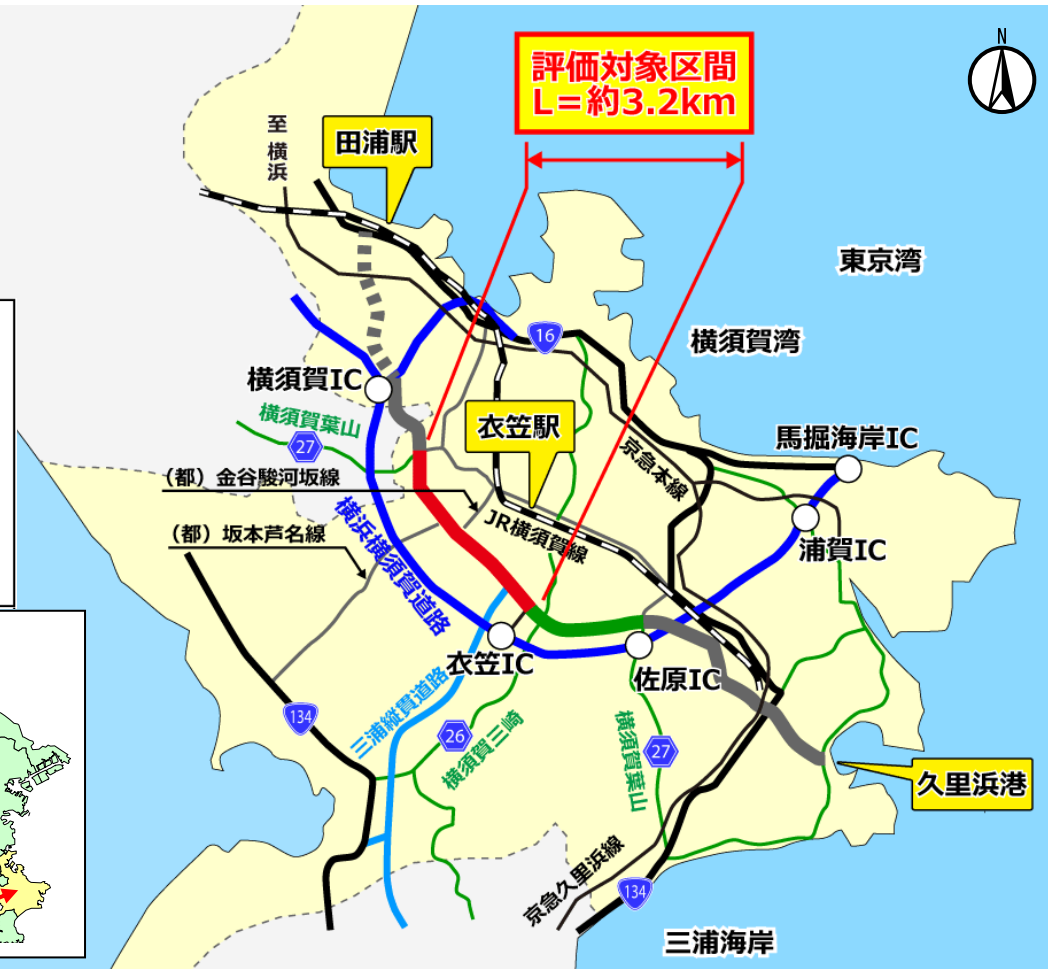 N
評価対象区間
L=約3.2km
至 横浜
田浦駅
東京湾
16
横須賀湾
横須賀IC
横須賀葉山
27
衣笠駅
馬掘海岸IC
京急本線
(都)金谷駿河坂線
JR横須賀線
浦賀IC
(都)坂本芦名線
横浜横須賀道路
衣笠IC
佐原IC
三浦縦貫道路
134
26
横須賀三崎
横須賀葉山
27
久里浜港
京急久里浜線
134
三浦海岸